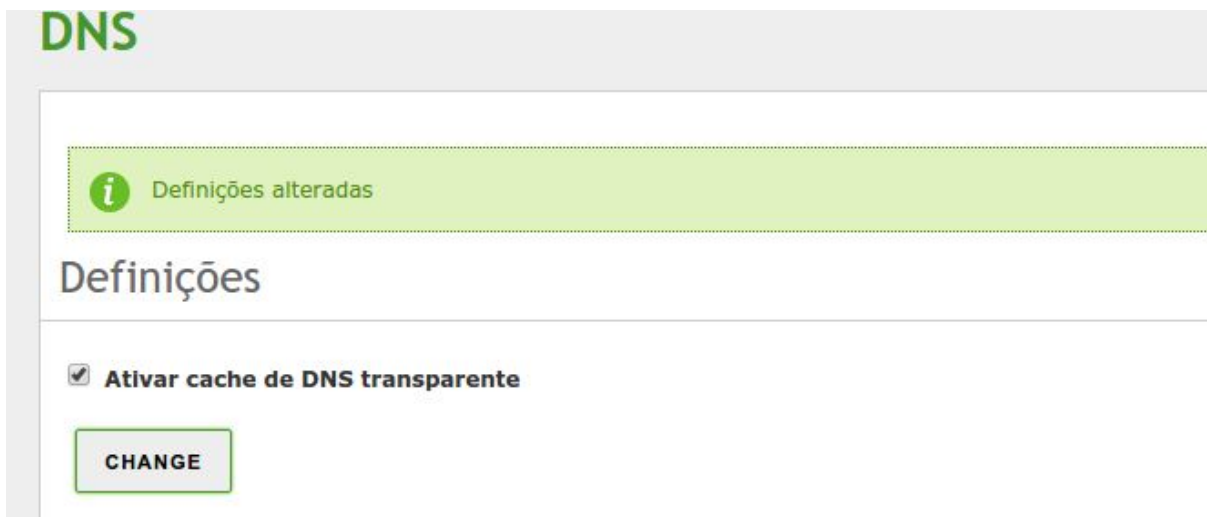 DNS
Definições alteradas
Definições
Ativar cache de DNS transparente
CHANGE